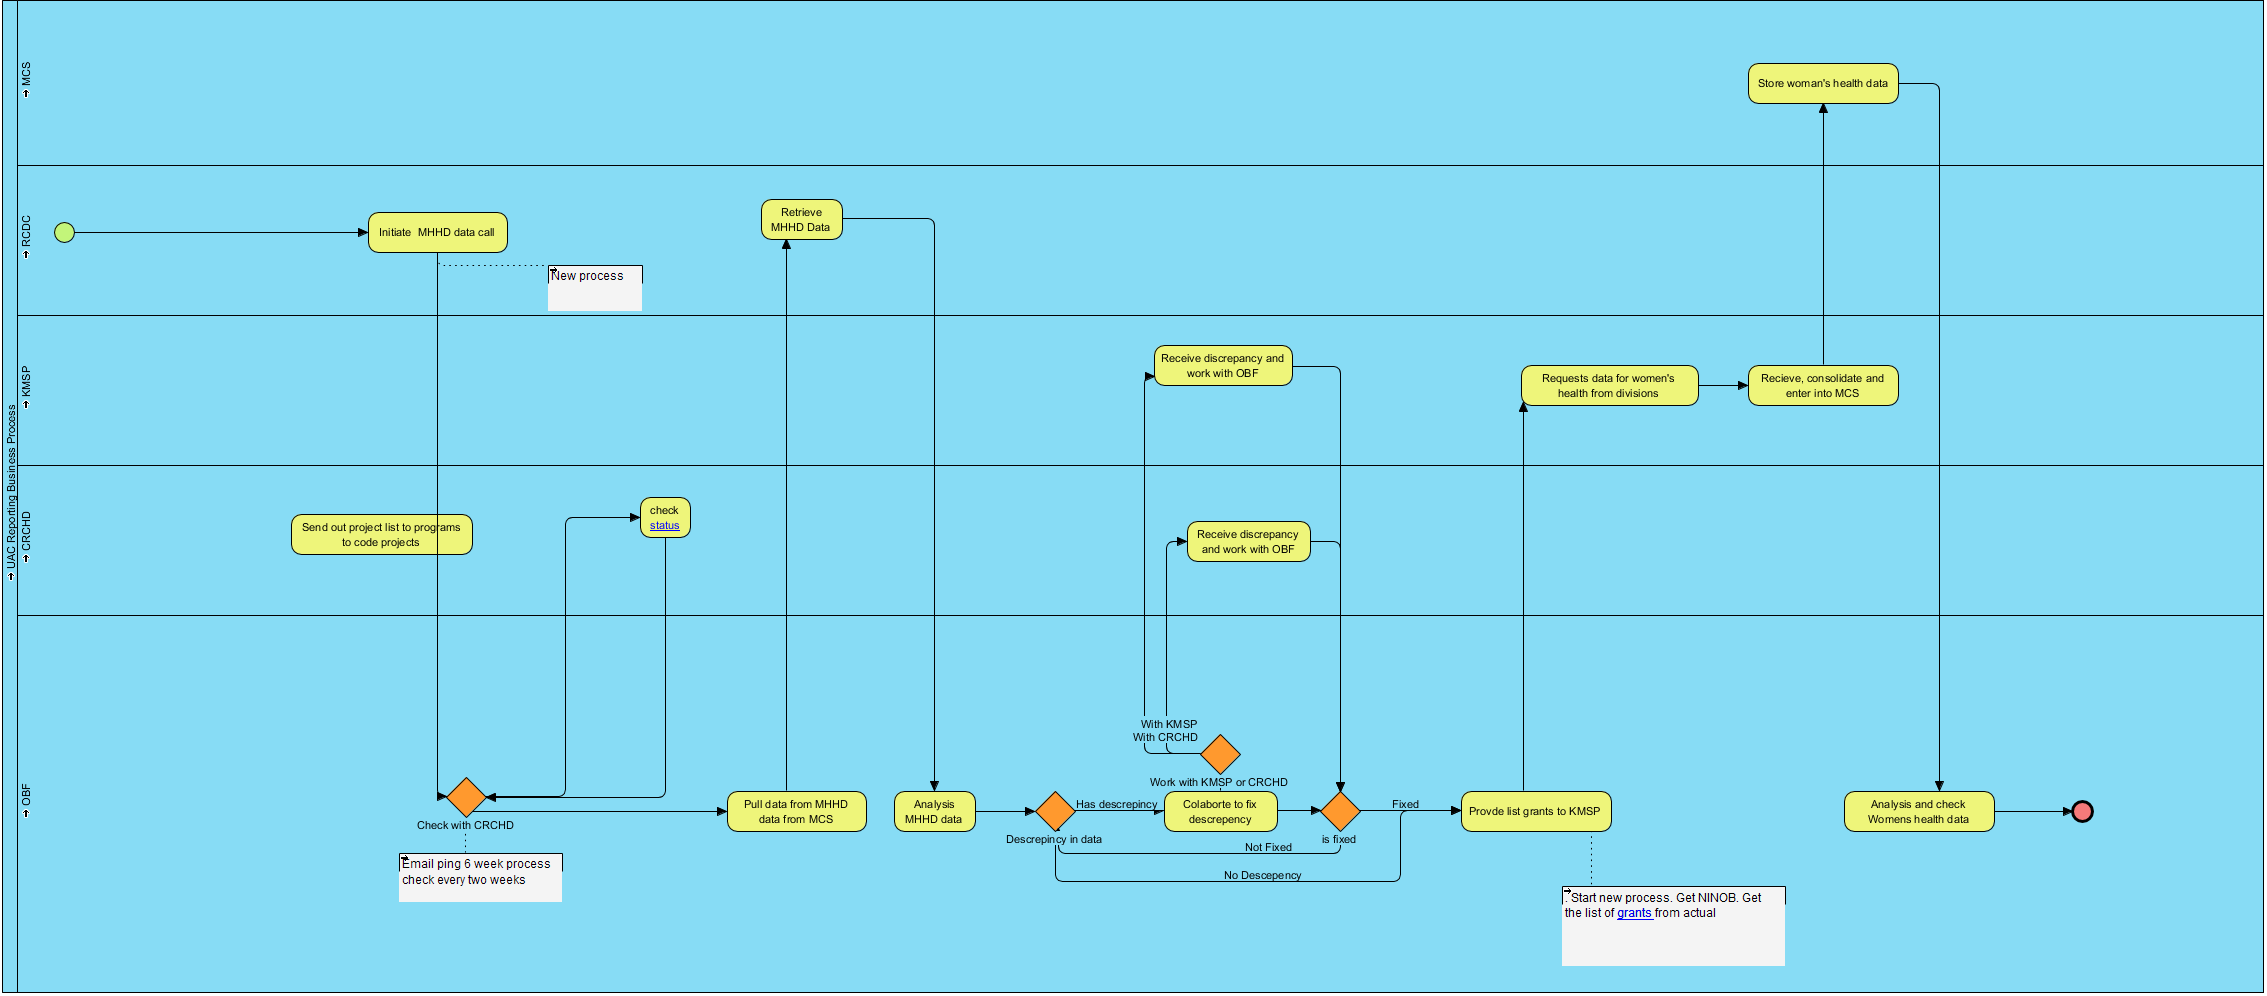 UAC Reporting Business Process
MCS
Store woman's health data
RCDC
Initiate  MHHD data call
New process
Retrieve
MHHD Data
KMSP
Receive discrepancy and
work with OBF
Requests data for women's
health from divisions
Recieve, consolidate and
enter into MCS
CRCHD
Send out project list to programs
to code projects
check
status
Receive discrepancy
and work with OBF
OBF
Check with CRCHD
Email ping 6 week process
check every two weeks
Pull data from MHHD
data from MCS
Analysis
MHHD data
Descrepincy in data
Has descrepincy
With KMSP
With CRCHD
Work with KMSP or CRCHD
Colaborte to fix
descrepency
is fixed
Fixed
Not Fixed
No Descepency
Provde list grants to KMSP
. Start new process. Get NINOB. Get
the list of grants from actual
Analysis and check
Womens health data